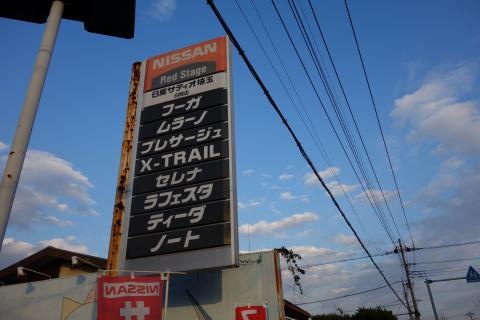 NISSAN
Red Stage
日産サティオ埼玉
フーガ
ムラーノ
プレサージュ
X-TRAIL
セレナ
ラフェスタ
ティーダ
ノート
NISSAN